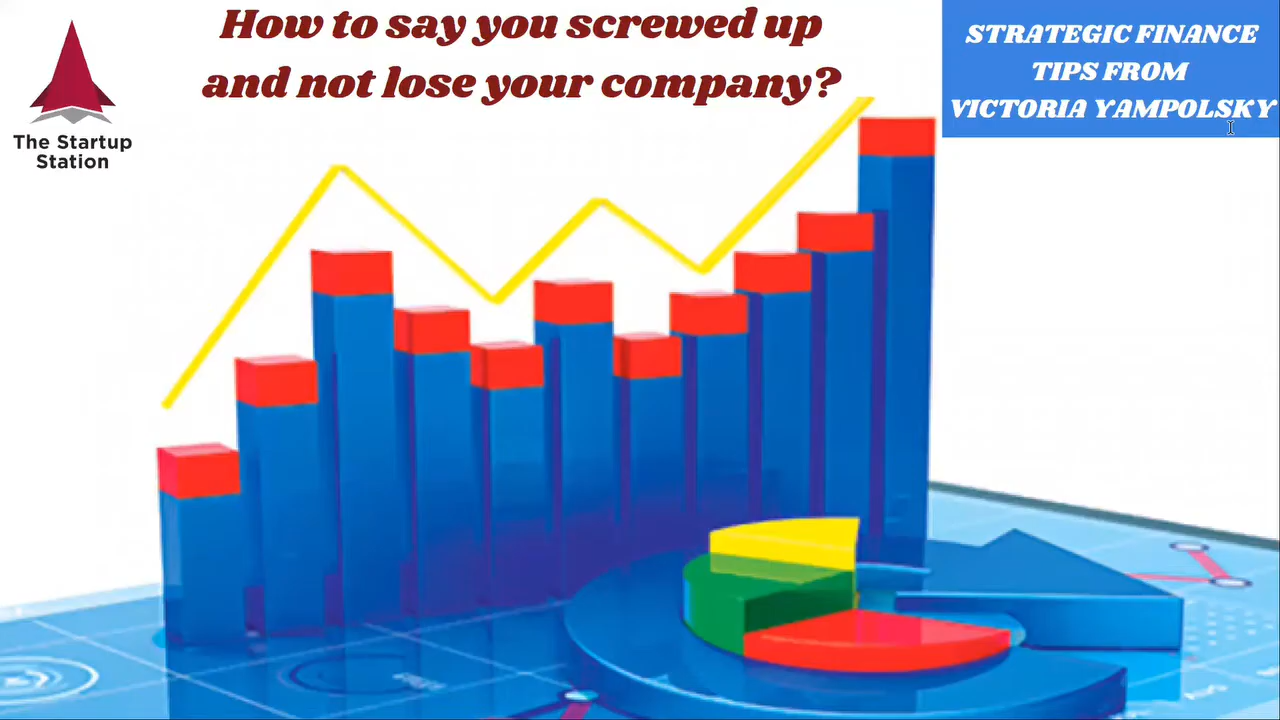 How to say you screwed up
and not lose your company?
STRATEGIC FINANCE
TIPS FROM
VICTORIA YAMPOLSKY
The Startup
Station